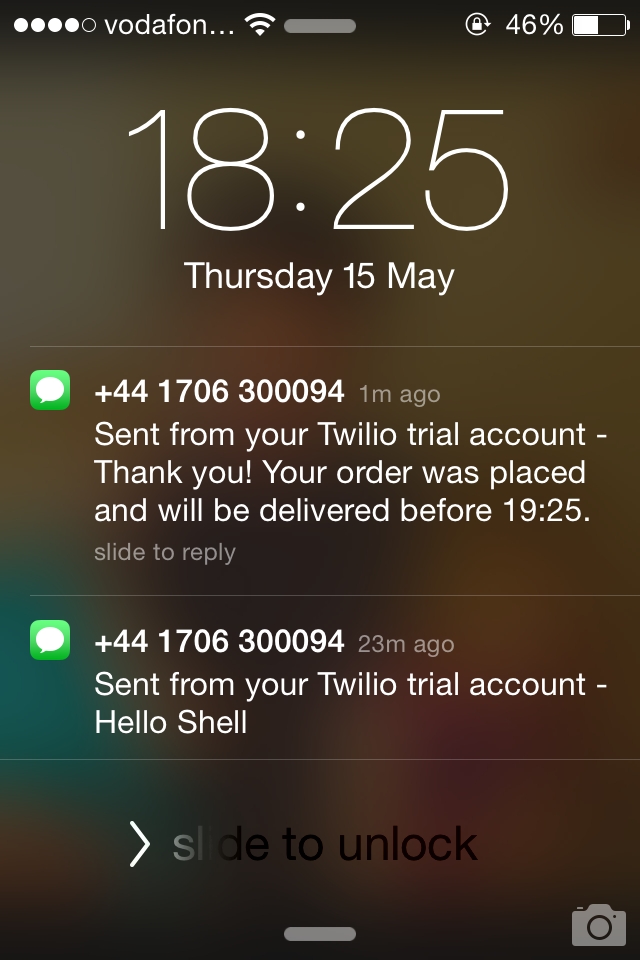 vodafon... 46%
18:25
Thursday 15 May
+44 1706 300094 1m ago
Sent from your Twilio trial account -
Thank you! Your order was placed
and will be delivered before 19:25.
slide to reply
+44 1706 300094 23m ago
Sent from your Twilio trial account -
Hello Shell
slide to unlock